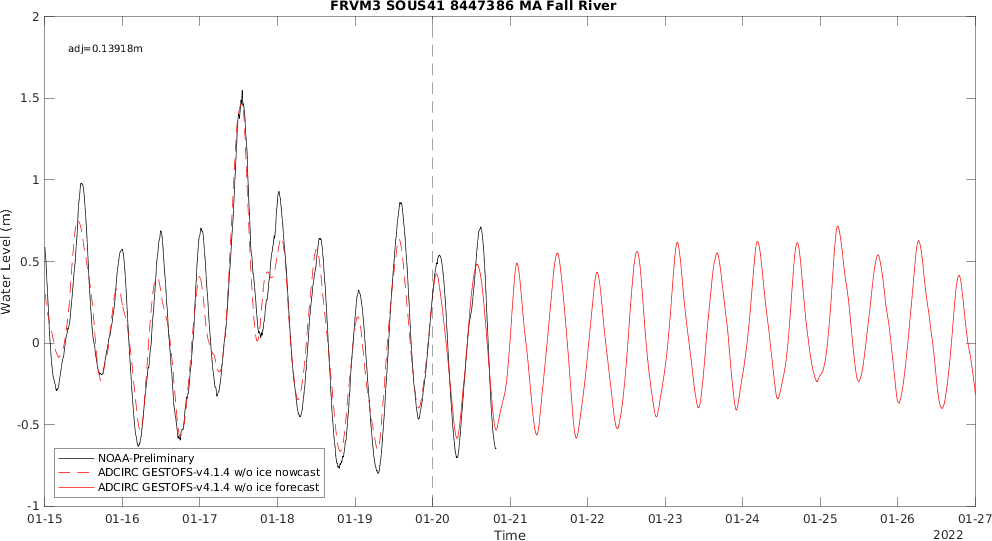 FRVM3 SOUS41 8447386 MA Fall River
adj=0.13918m
Water Level (m)
2
1.5
1
0.5
0
-0.5
-1
NOAA-Preliminary
ADCIRC GESTOFS-v4.1.4 w/o ice nowcast
ADCIRC GESTOFS-v4.1.4 w/o ice forecast
01-15 01-16 01-17 01-18 01-19 01-20 01-21 01-22 01-23 01-24 01-25 01-26 01-27
Time
2022